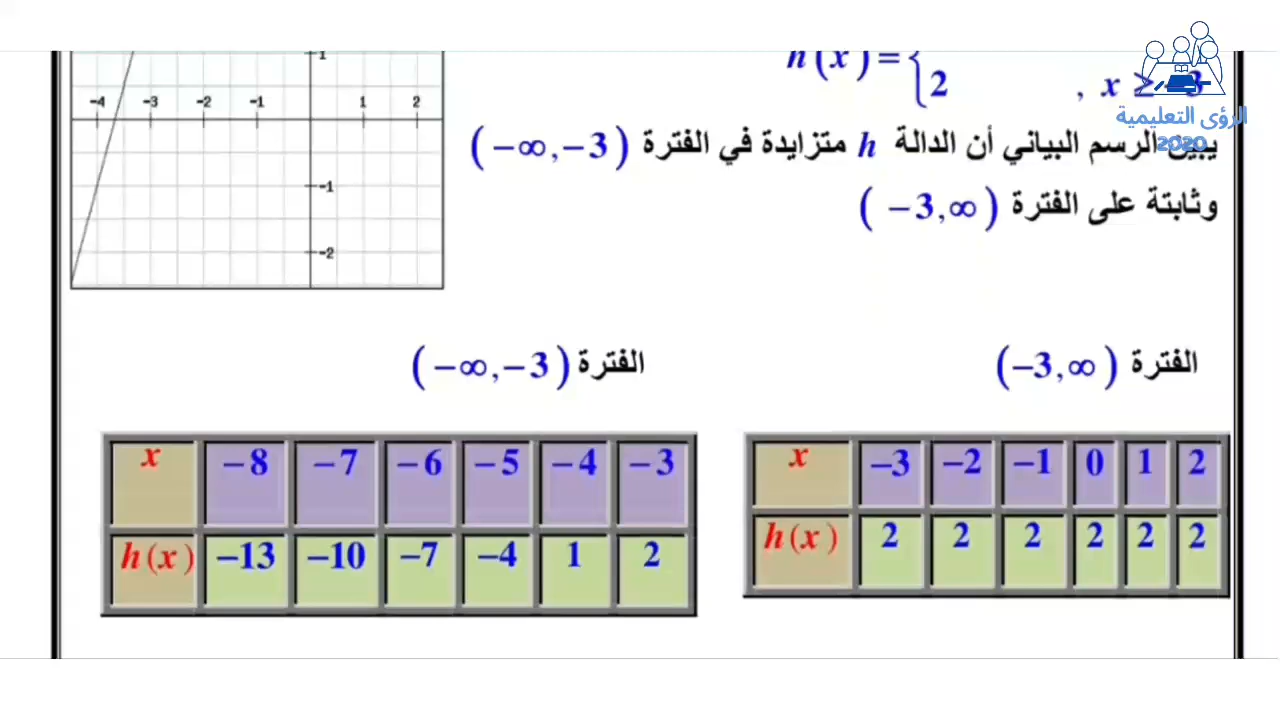 h(x) = {
2 , x ≥ -3
يبين الرسم البياني أن الدالة h متزايدة في الفترة (-∞,-3)
وثابتة على الفترة (-3,∞)
الرؤى التعليمية
2020
1
-4 -3 -2 -1 1 2
-1
-2
الفترة (-3,∞)
x -3 -2 -1 0 1 2
h(x) 2 2 2 2 2 2
الفترة (-∞,-3)
x -8 -7 -6 -5 -4 -3
h(x) -13 -10 -7 -4 1 2